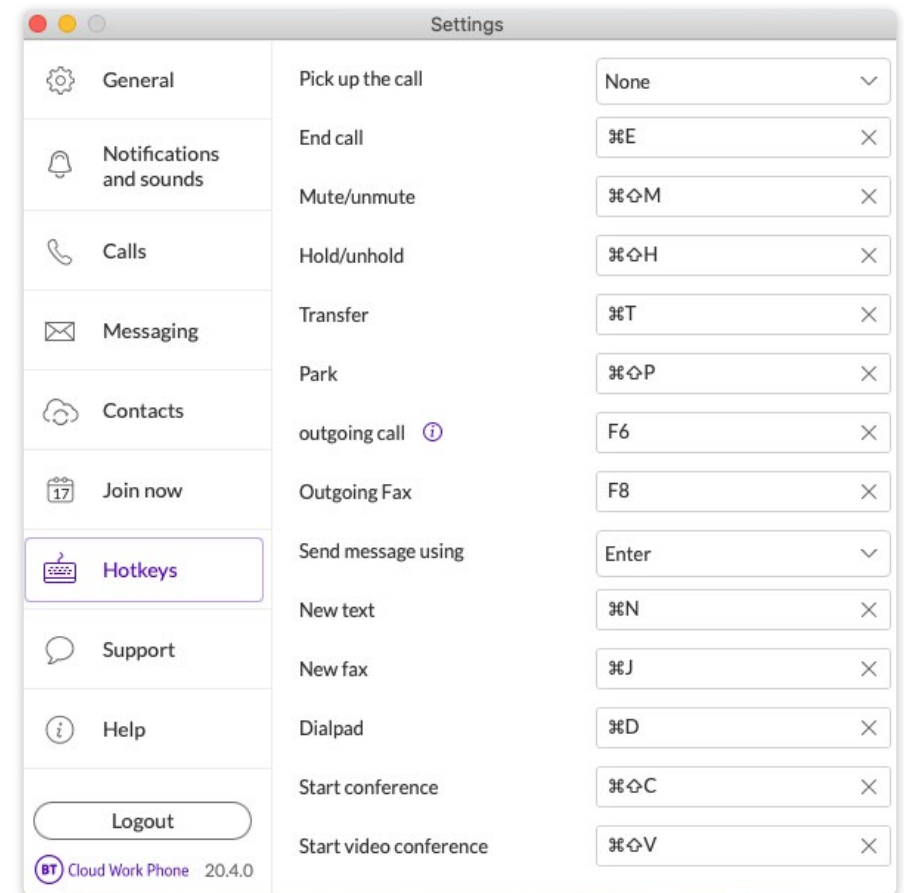 Settings
General
Notifications
and sounds
Calls
Messaging
Contacts
17
Join now
Hotkeys
Support
Help
Logout
BT Cloud Work Phone 20.4.0
Pick up the call None
End call ⌘E
Mute/unmute ⌘⇧M
Hold/unhold ⌘⇧H
Transfer ⌘T
Park ⌘⇧P
outgoing call i F6
Outgoing Fax F8
Send message using Enter
New text ⌘N
New fax ⌘J
Dialpad ⌘D
Start conference ⌘⇧C
Start video conference ⌘⇧V